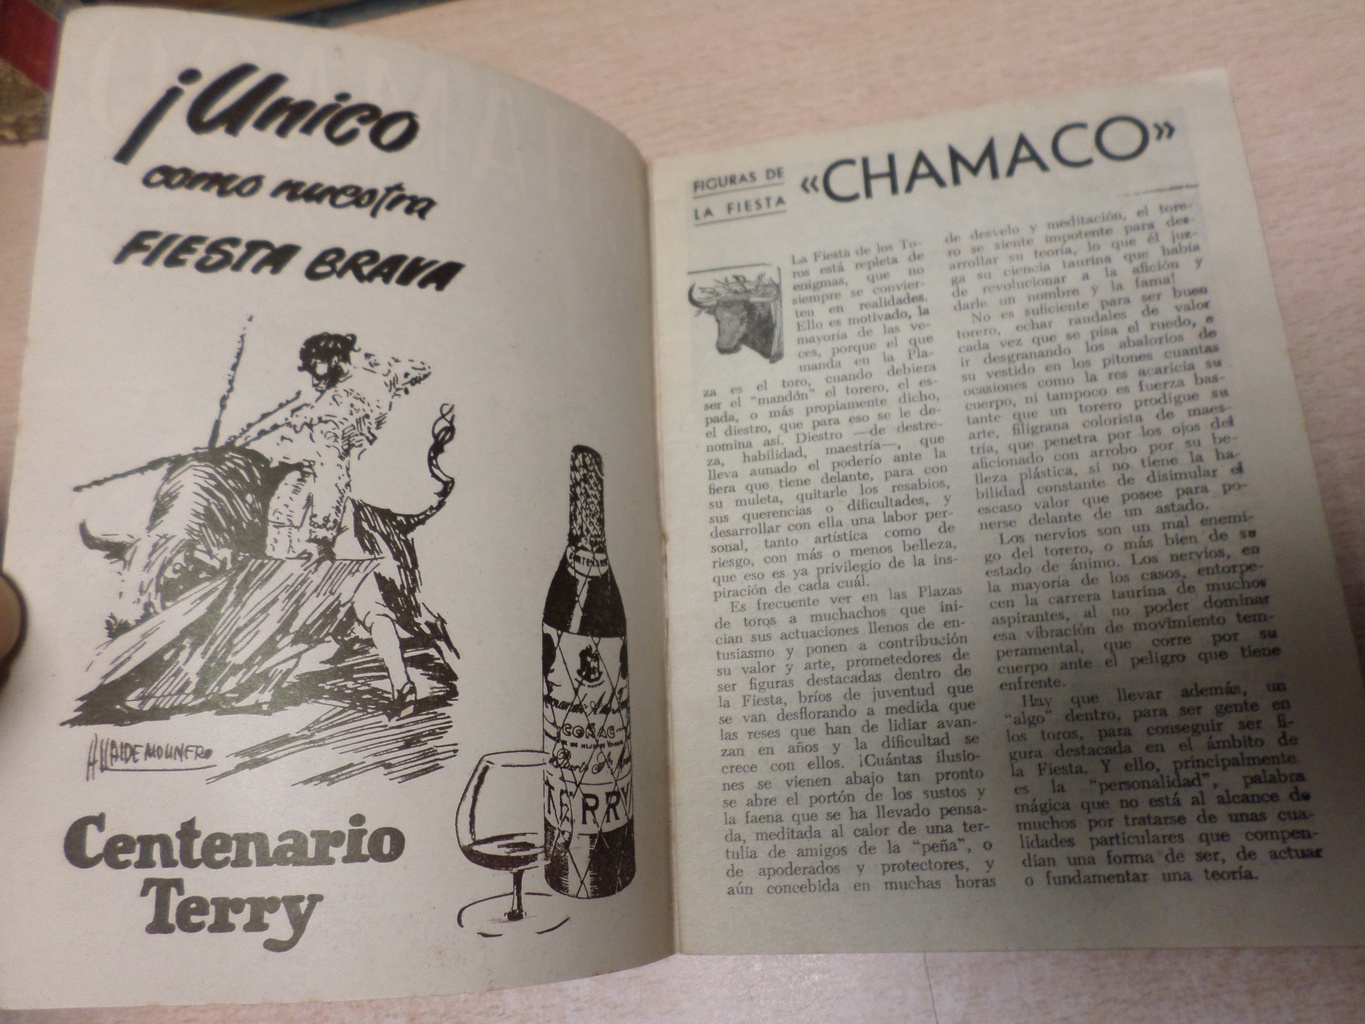 ¡Unico
como nuestra
FIESTA BRAVA
Centenario
Terry
COÑAC
TERRY
FIGURAS DE
LA FIESTA
«CHAMACO»
La Fiesta de los To-
ros está repleta de
enigmas, que no
siempre se convier-
ten en realidades.
Ello es motivado, la
mayoría de las ve-
ces, porque el que
manda en la Pla-
za es el toro, cuando debiera
ser el "mandón" el torero, el es-
pada, o más propiamente dicho,
el diestro, que para eso se le de-
nomina así. Diestro —de destre-
za, habilidad, maestría—, que
lleva aunado el poderío ante la
fiera que tiene delante, para con
su muleta, quitarle los resabios,
sus querencias o dificultades, y
desarrollar con ella una labor per-
sonal, tanto artística como de
riesgo, con más o menos belleza,
que eso es ya privilegio de la ins-
piración de cada cuál.
Es frecuente ver en las Plazas
de toros a muchachos que ini-
cian sus actuaciones llenos de en-
tusiasmo y ponen a contribución
su valor y arte, prometedores de
ser figuras destacadas dentro de
la Fiesta, bríos de juventud que
se van desflorando a medida que
las reses que han de lidiar avan-
zan en años y la dificultad se
crece con ellos. ¡Cuántas ilusio-
nes se vienen abajo tan pronto
se abre el portón de los sustos y
la faena que se ha llevado pensa-
da, meditada al calor de una ter-
tulia de amigos de la "peña", o
de apoderados y protectores, y
aún concebida en muchas horas
de desvelo y meditación, el tore-
ro se siente impotente para des-
arrollar su teoría, lo que él juz-
ga su ciencia taurina que había
de revolucionar a la afición y
darle un nombre y la fama!
No es suficiente para ser buen
torero, echar raudales de valor
cada vez que se pisa el ruedo, e
ir desgranando los abalorios de
su vestido en los pitones cuantas
ocasiones como la res acaricia su
cuerpo, ni tampoco es fuerza bas-
tante que un torero prodigue su
arte, filigrana colorista de maes-
tría, que penetra por los ojos del
aficionado con arrobo por su be-
lleza plástica, si no tiene la ha-
bilidad constante de disimular el
escaso valor que posee para po-
nerse delante de un astado.
Los nervios son un mal enemi-
go del torero, o más bien de su
estado de ánimo. Los nervios, en
la mayoría de los casos, entorpe-
cen la carrera taurina de muchos
aspirantes, al no poder dominar
esa vibración de movimiento tem-
peramental, que corre por su
cuerpo ante el peligro que tiene
enfrente.
Hay que llevar además, un
"algo" dentro, para ser gente en
los toros, para conseguir ser fi-
gura destacada en el ámbito de
la Fiesta. Y ello, principalmente
es la "personalidad", palabra
mágica que no está al alcance de
muchos por tratarse de unas cua-
lidades particulares que compen-
dian una forma de ser, de actuar
o fundamentar una teoría.